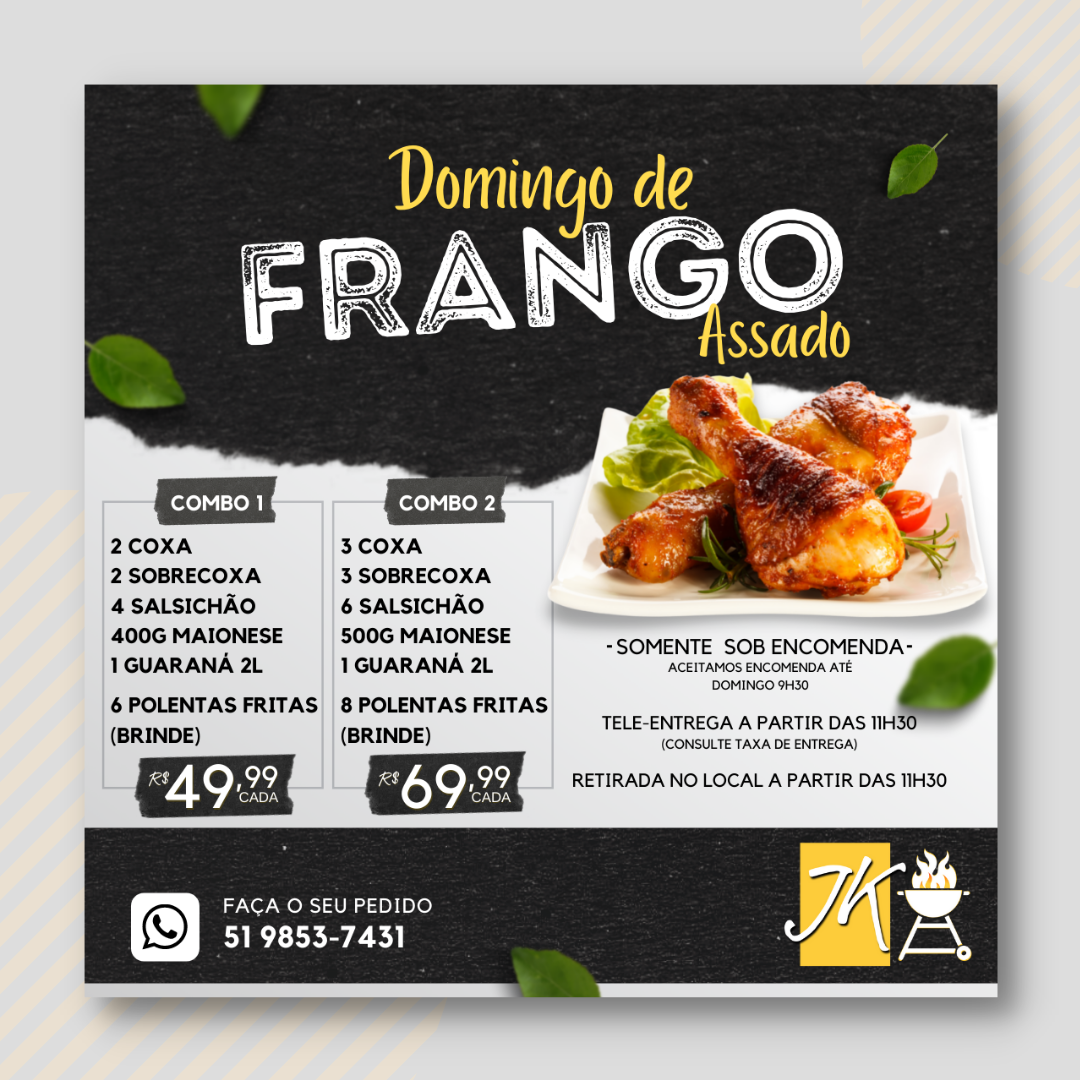 Domingo de
FRANGO
Assado
COMBO 1
2 COXA
2 SOBRECOXA
4 SALSICHÃO
400G MAIONESE
1 GUARANÁ 2L
6 POLENTAS FRITAS
(BRINDE)
R$ 49,99
CADA
COMBO 2
3 COXA
3 SOBRECOXA
6 SALSICHÃO
500G MAIONESE
1 GUARANÁ 2L
8 POLENTAS FRITAS
(BRINDE)
R$ 69,99
CADA
-SOMENTE SOB ENCOMENDA-
ACEITAMOS ENCOMENDA ATÉ
DOMINGO 9H30
TELE-ENTREGA A PARTIR DAS 11H30
(CONSULTE TAXA DE ENTREGA)
RETIRADA NO LOCAL A PARTIR DAS 11H30
FAÇA O SEU PEDIDO
51 9853-7431
JK